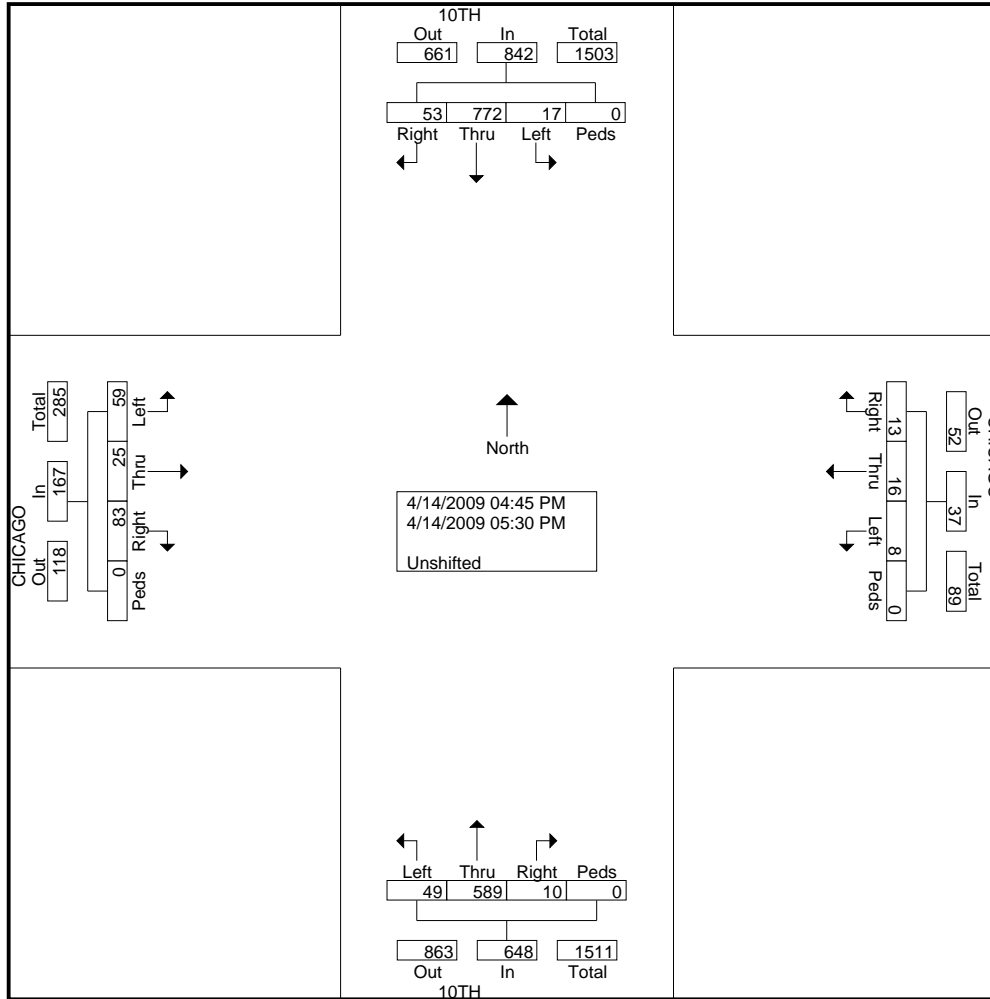 10TH
Out In Total
661 842 1503
53 772 17 0
Right Thru Left Peds
CHICAGO
Total In Out
285 167 118
59 25 83 0
Left Thru Right Peds
North
4/14/2009 04:45 PM
4/14/2009 05:30 PM
Unshifted
Right Thru Left Peds
13 16 8 0
Out In Total
52 37 89
Left Thru Right Peds
49 589 10 0
863 648 1511
Out In Total
10TH